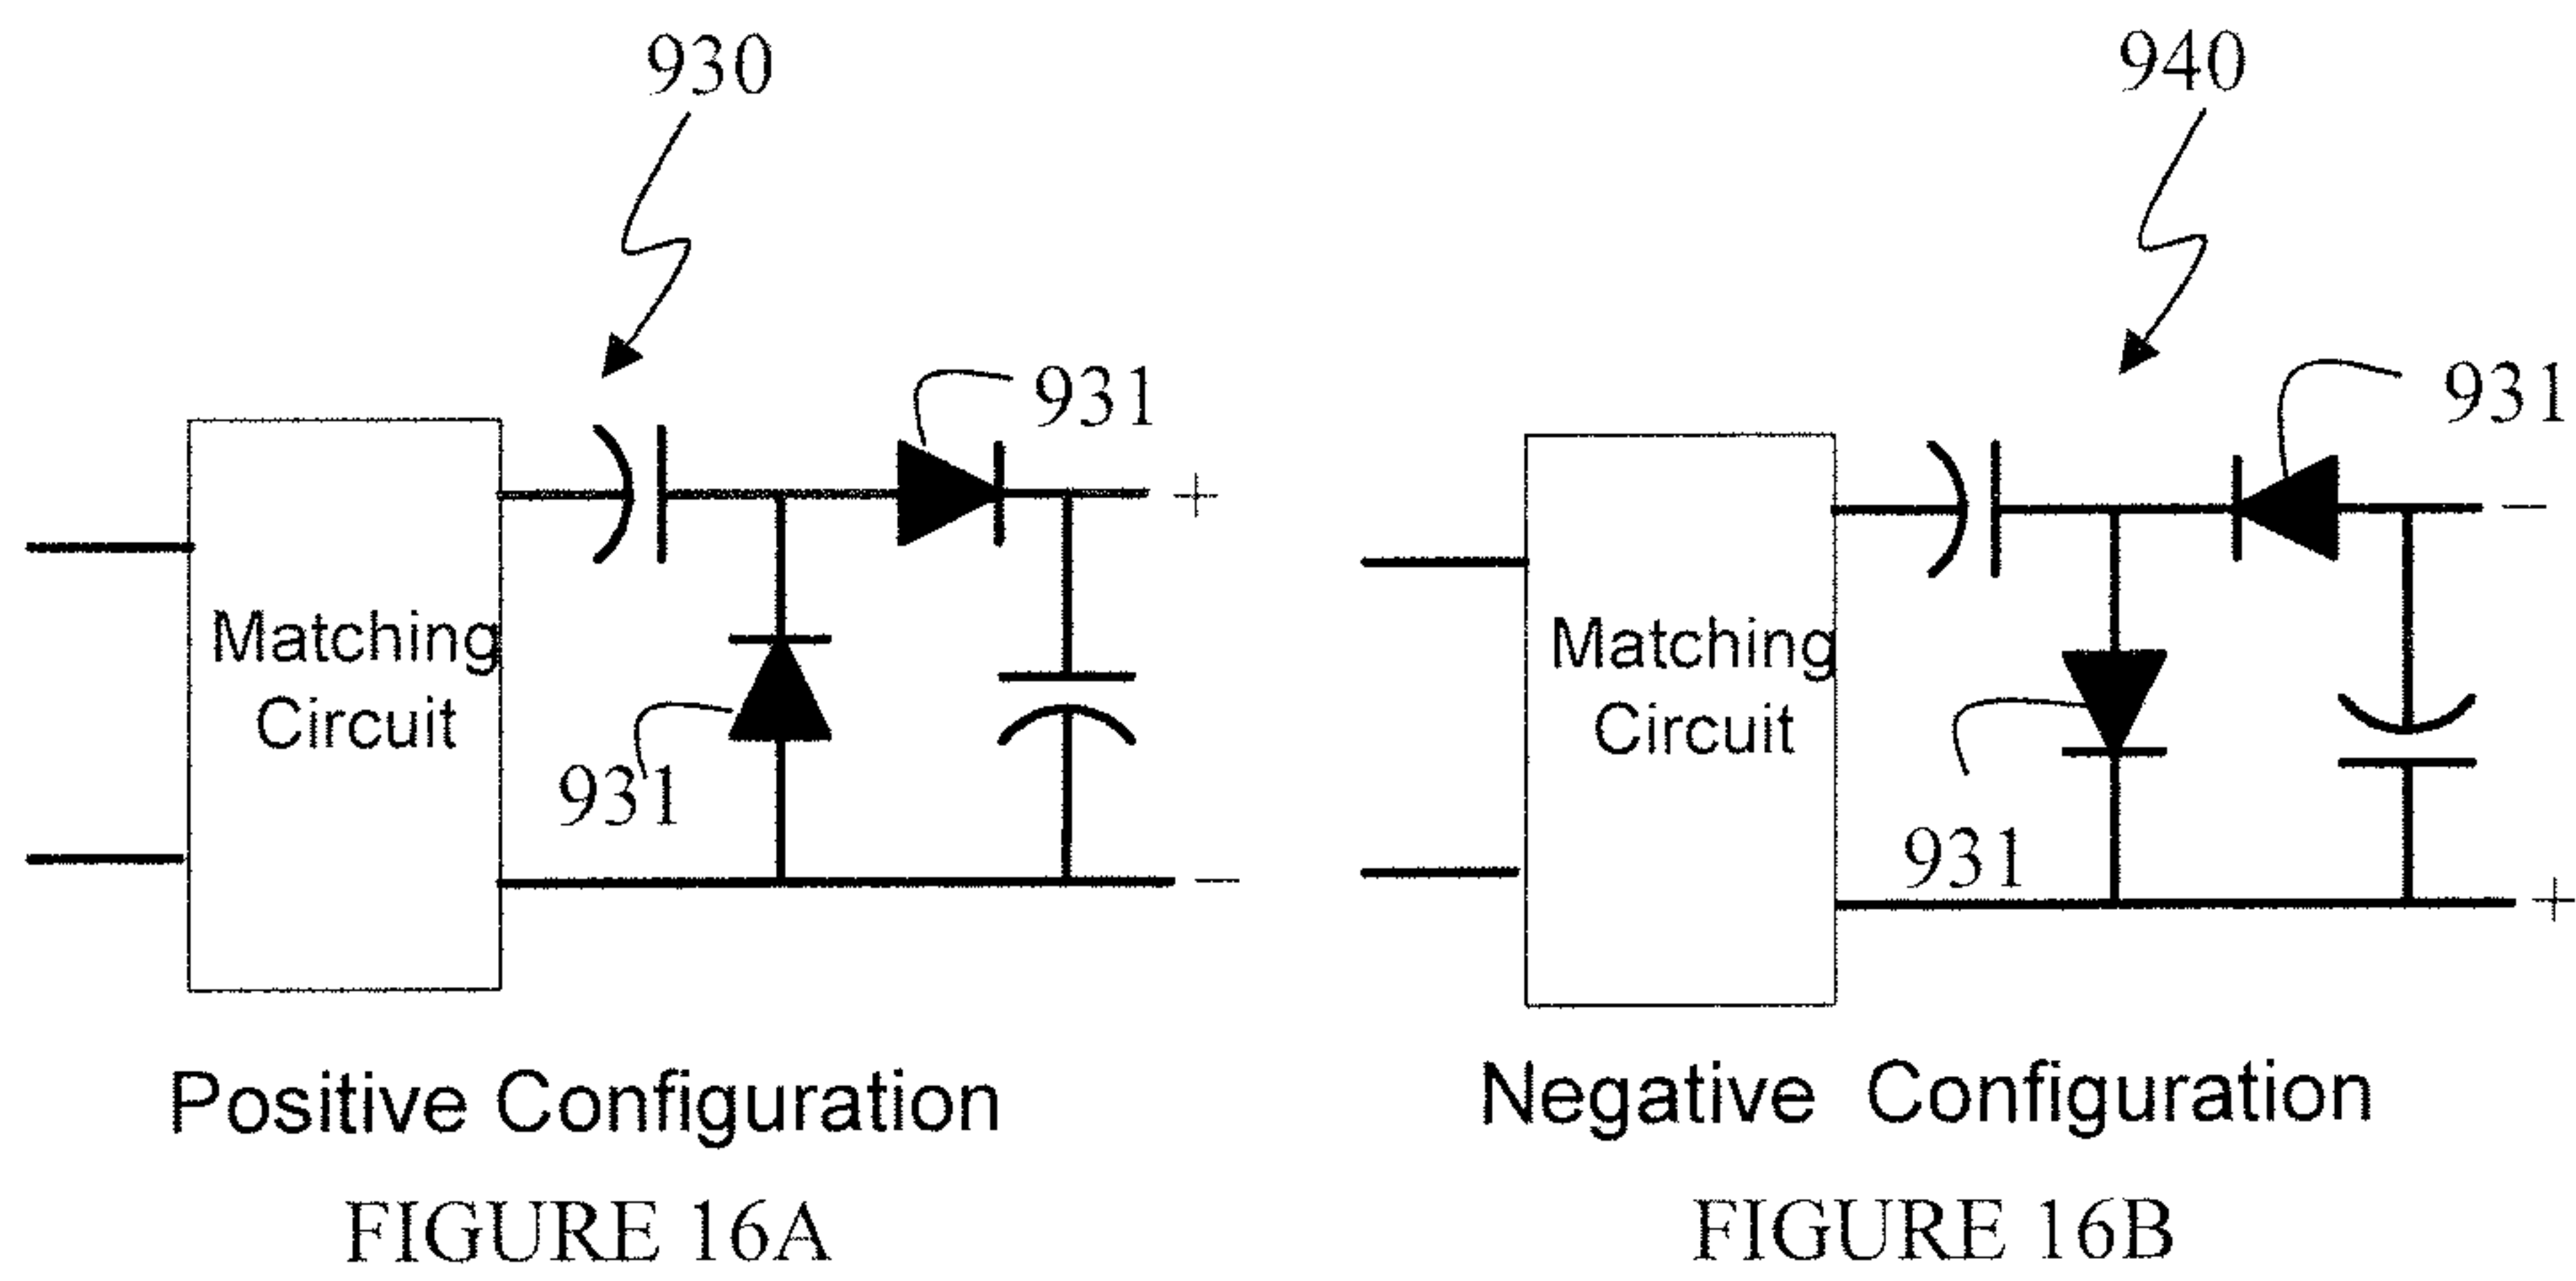 930
931
+
Matching
Circuit
931
−
Positive Configuration
FIGURE 16A
940
931
−
Matching
Circuit
931
+
Negative Configuration
FIGURE 16B